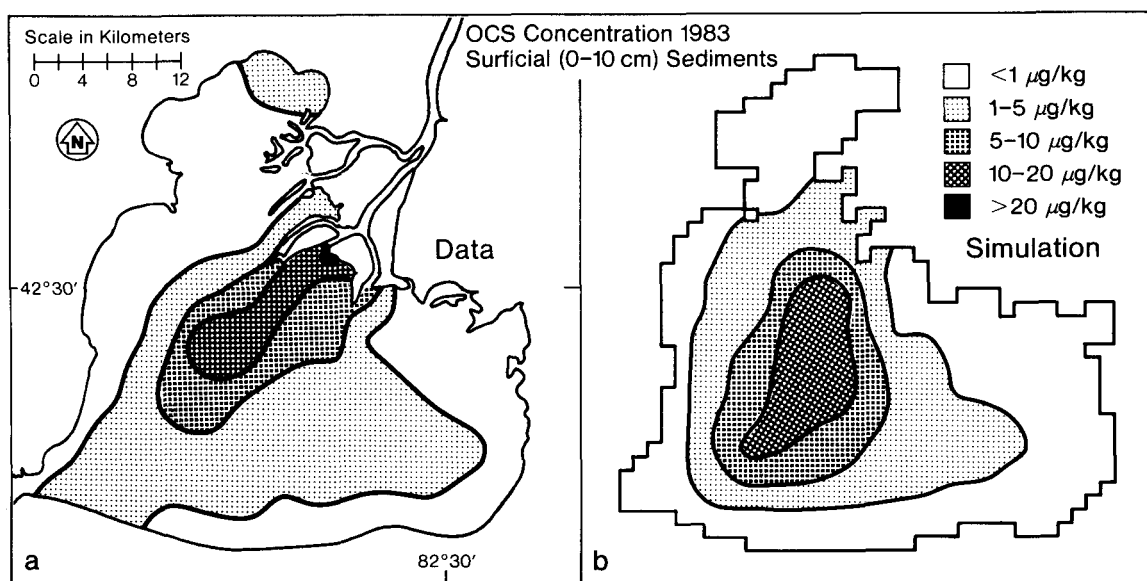 Scale in Kilometers
0 4 8 12
N
OCS Concentration 1983
Surficial (0–10 cm) Sediments
<1 µg/kg
1–5 µg/kg
5–10 µg/kg
10–20 µg/kg
>20 µg/kg
Data
Simulation
42°30′
82°30′
a
b